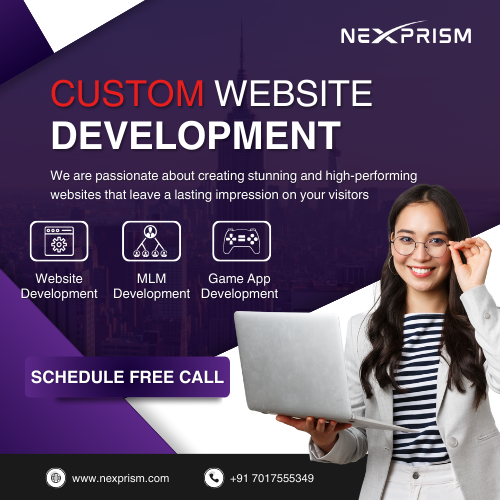 NEXPRISM
CUSTOM WEBSITE
DEVELOPMENT
We are passionate about creating stunning and high-performing
websites that leave a lasting impression on your visitors
Website
Development
MLM
Development
Game App
Development
SCHEDULE FREE CALL
www.nexprism.com
+91 7017555349